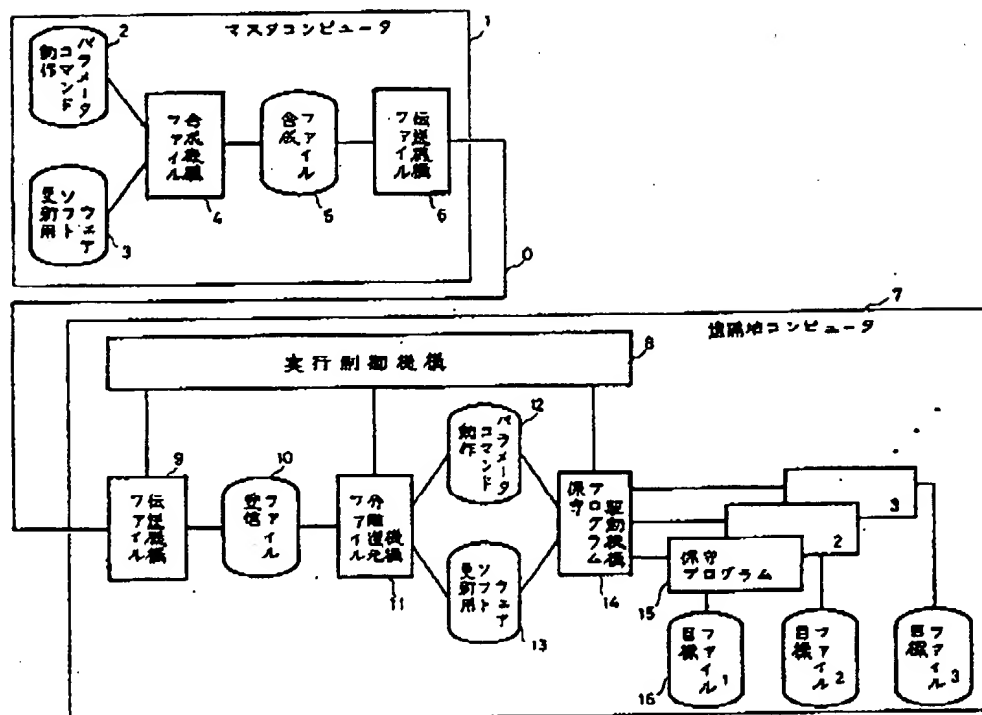 マスタコンピュータ
1
2
動作
コマンド
パラメータ
更新用
ソフト
ウェア
3
ファイル
合成機構
4
合成
ファイル
5
ファイル
伝送機構
6
0
7
遠隔地コンピュータ
実行制御機構
8
9
ファイル
伝送機構
10
受信
ファイル
ファイル
分離復元
機構
11
12
動作
コマンド
パラメータ
更新用
ソフト
ウェア
13
保守
プログラム
駆動機構
14
3
2
保守
プログラム
15
目標
ファイル1
16
目標
ファイル2
目標
ファイル3